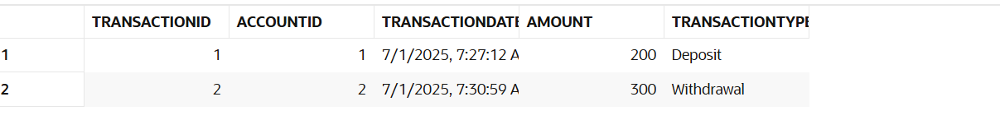 TRANSACTIONID ACCOUNTID TRANSACTIONDATE AMOUNT TRANSACTIONTYPE
1 1 1 7/1/2025, 7:27:12 A 200 Deposit
2 2 2 7/1/2025, 7:30:59 A 300 Withdrawal